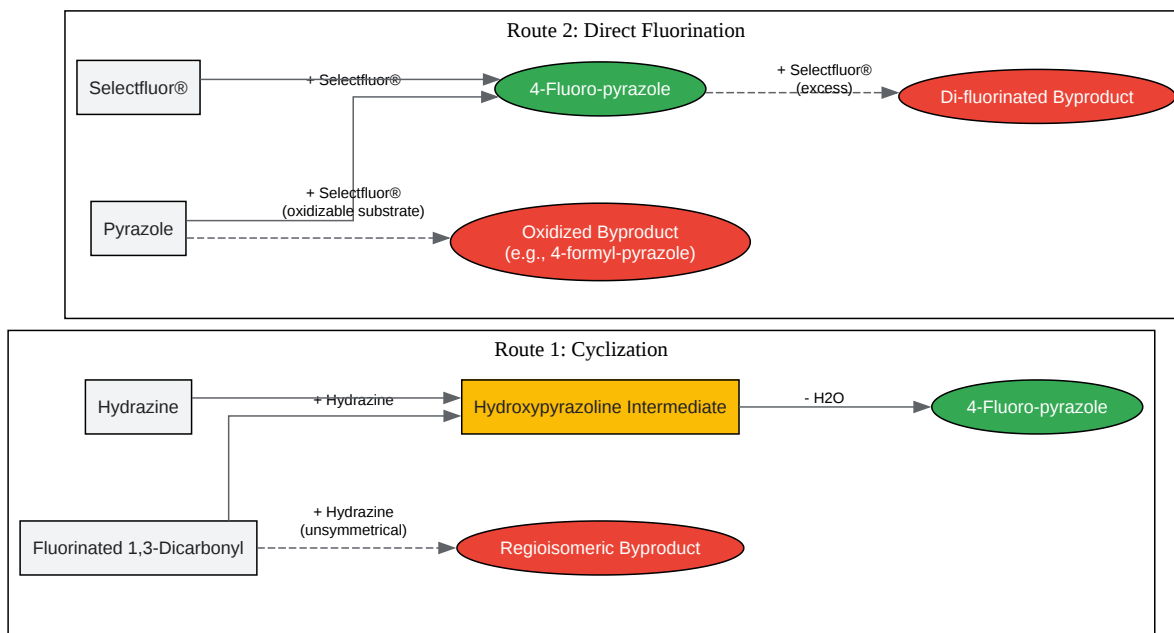 Route 2: Direct Fluorination
Selectfluor®
+ Selectfluor®
4-Fluoro-pyrazole
+ Selectfluor®
(excess)
Di-fluorinated Byproduct
Pyrazole
+ Selectfluor®
(oxidizable substrate)
Oxidized Byproduct
(e.g., 4-formyl-pyrazole)
Route 1: Cyclization
Hydrazine
+ Hydrazine
Hydroxypyrazoline Intermediate
- H2O
4-Fluoro-pyrazole
Fluorinated 1,3-Dicarbonyl
+ Hydrazine
(unsymmetrical)
Regioisomeric Byproduct